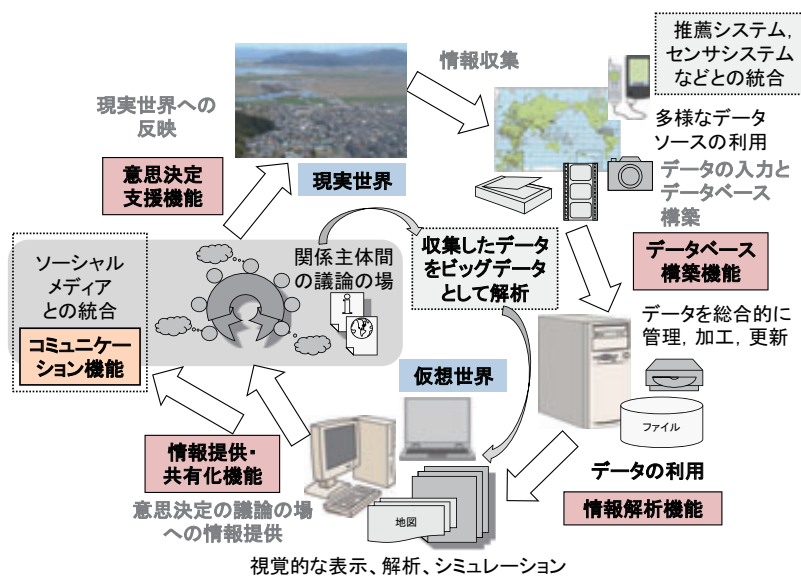 推薦システム,
センサシステム
などとの統合
情報収集
現実世界への
反映
多様なデータ
ソースの利用
意思決定
支援機能
現実世界
データの入力と
データベース
構築
データベース
構築機能
ソーシャル
メディア
との統合
コミュニケー
ション機能
関係主体間
の議論の場
収集したデータ
をビッグデータ
として解析
データを総合的に
管理,加工,更新
ファイル
仮想世界
データの利用
情報解析機能
情報提供・
共有化機能
意思決定の議論の場
への情報提供
地図
視覚的な表示、解析、シミュレーション